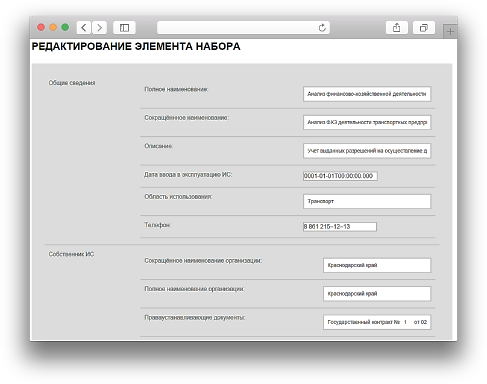 РЕДАКТИРОВАНИЕ ЭЛЕМЕНТА НАБОРА
Общие сведения
Полное наименование:
Анализ финансово-хозяйственной деятельности
Сокращённое наименование:
Анализ ФХЗ деятельности транспортных предпри
Описание:
Учет выданных разрешений на осуществление д
Дата ввода в эксплуатацию ИС:
0001-01-01T00:00:00.000
Область использования:
Транспорт
Телефон:
8 861 215–12–13
Собственник ИС
Сокращённое наименование организации:
Краснодарский край
Полное наименование организации:
Краснодарский край
Правоустанавливающие документы:
Государственный контракт № 1 от 02